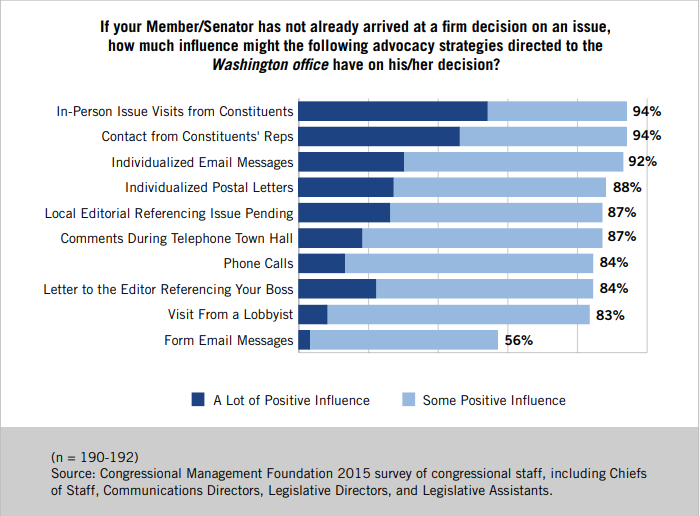 If your Member/Senator has not already arrived at a firm decision on an issue,
how much influence might the following advocacy strategies directed to the
Washington office have on his/her decision?
In-Person Issue Visits from Constituents 94%
Contact from Constituents' Reps 94%
Individualized Email Messages 92%
Individualized Postal Letters 88%
Local Editorial Referencing Issue Pending 87%
Comments During Telephone Town Hall 87%
Phone Calls 84%
Letter to the Editor Referencing Your Boss 84%
Visit From a Lobbyist 83%
Form Email Messages 56%
A Lot of Positive Influence Some Positive Influence
(n = 190-192)
Source: Congressional Management Foundation 2015 survey of congressional staff, including Chiefs
of Staff, Communications Directors, Legislative Directors, and Legislative Assistants.